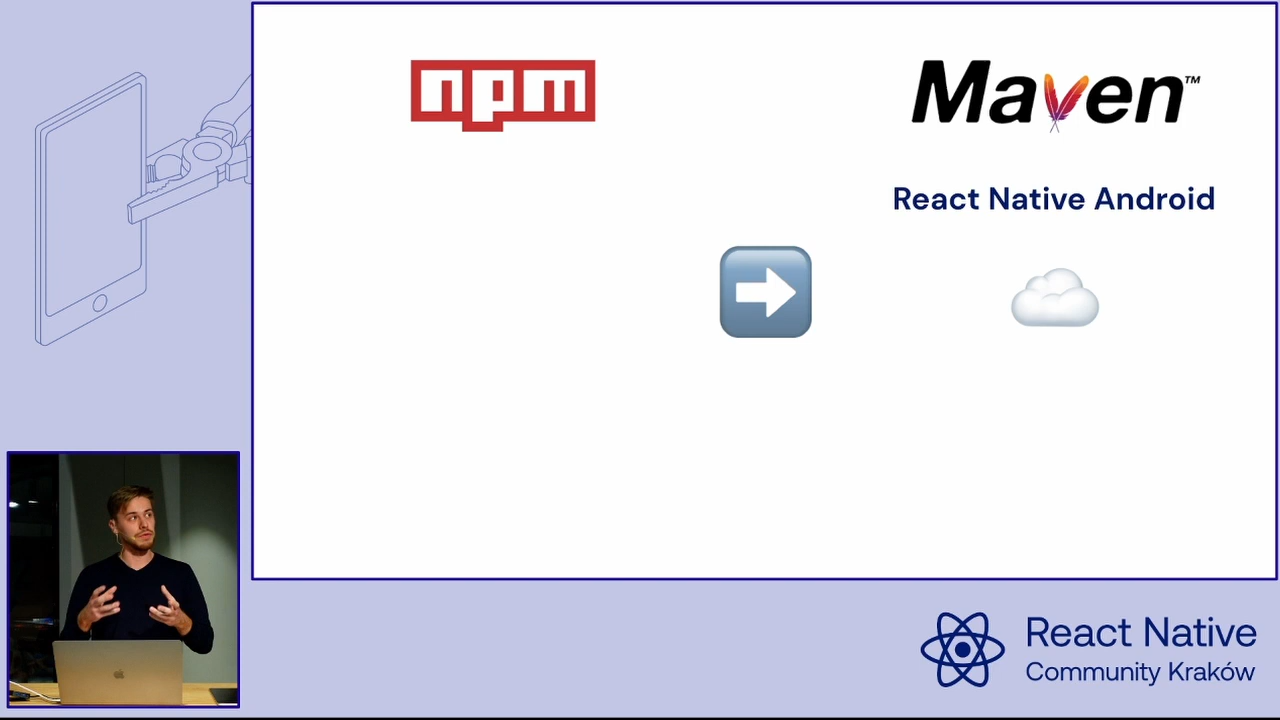 npm
Maven™
React Native Android
React Native
Community Kraków